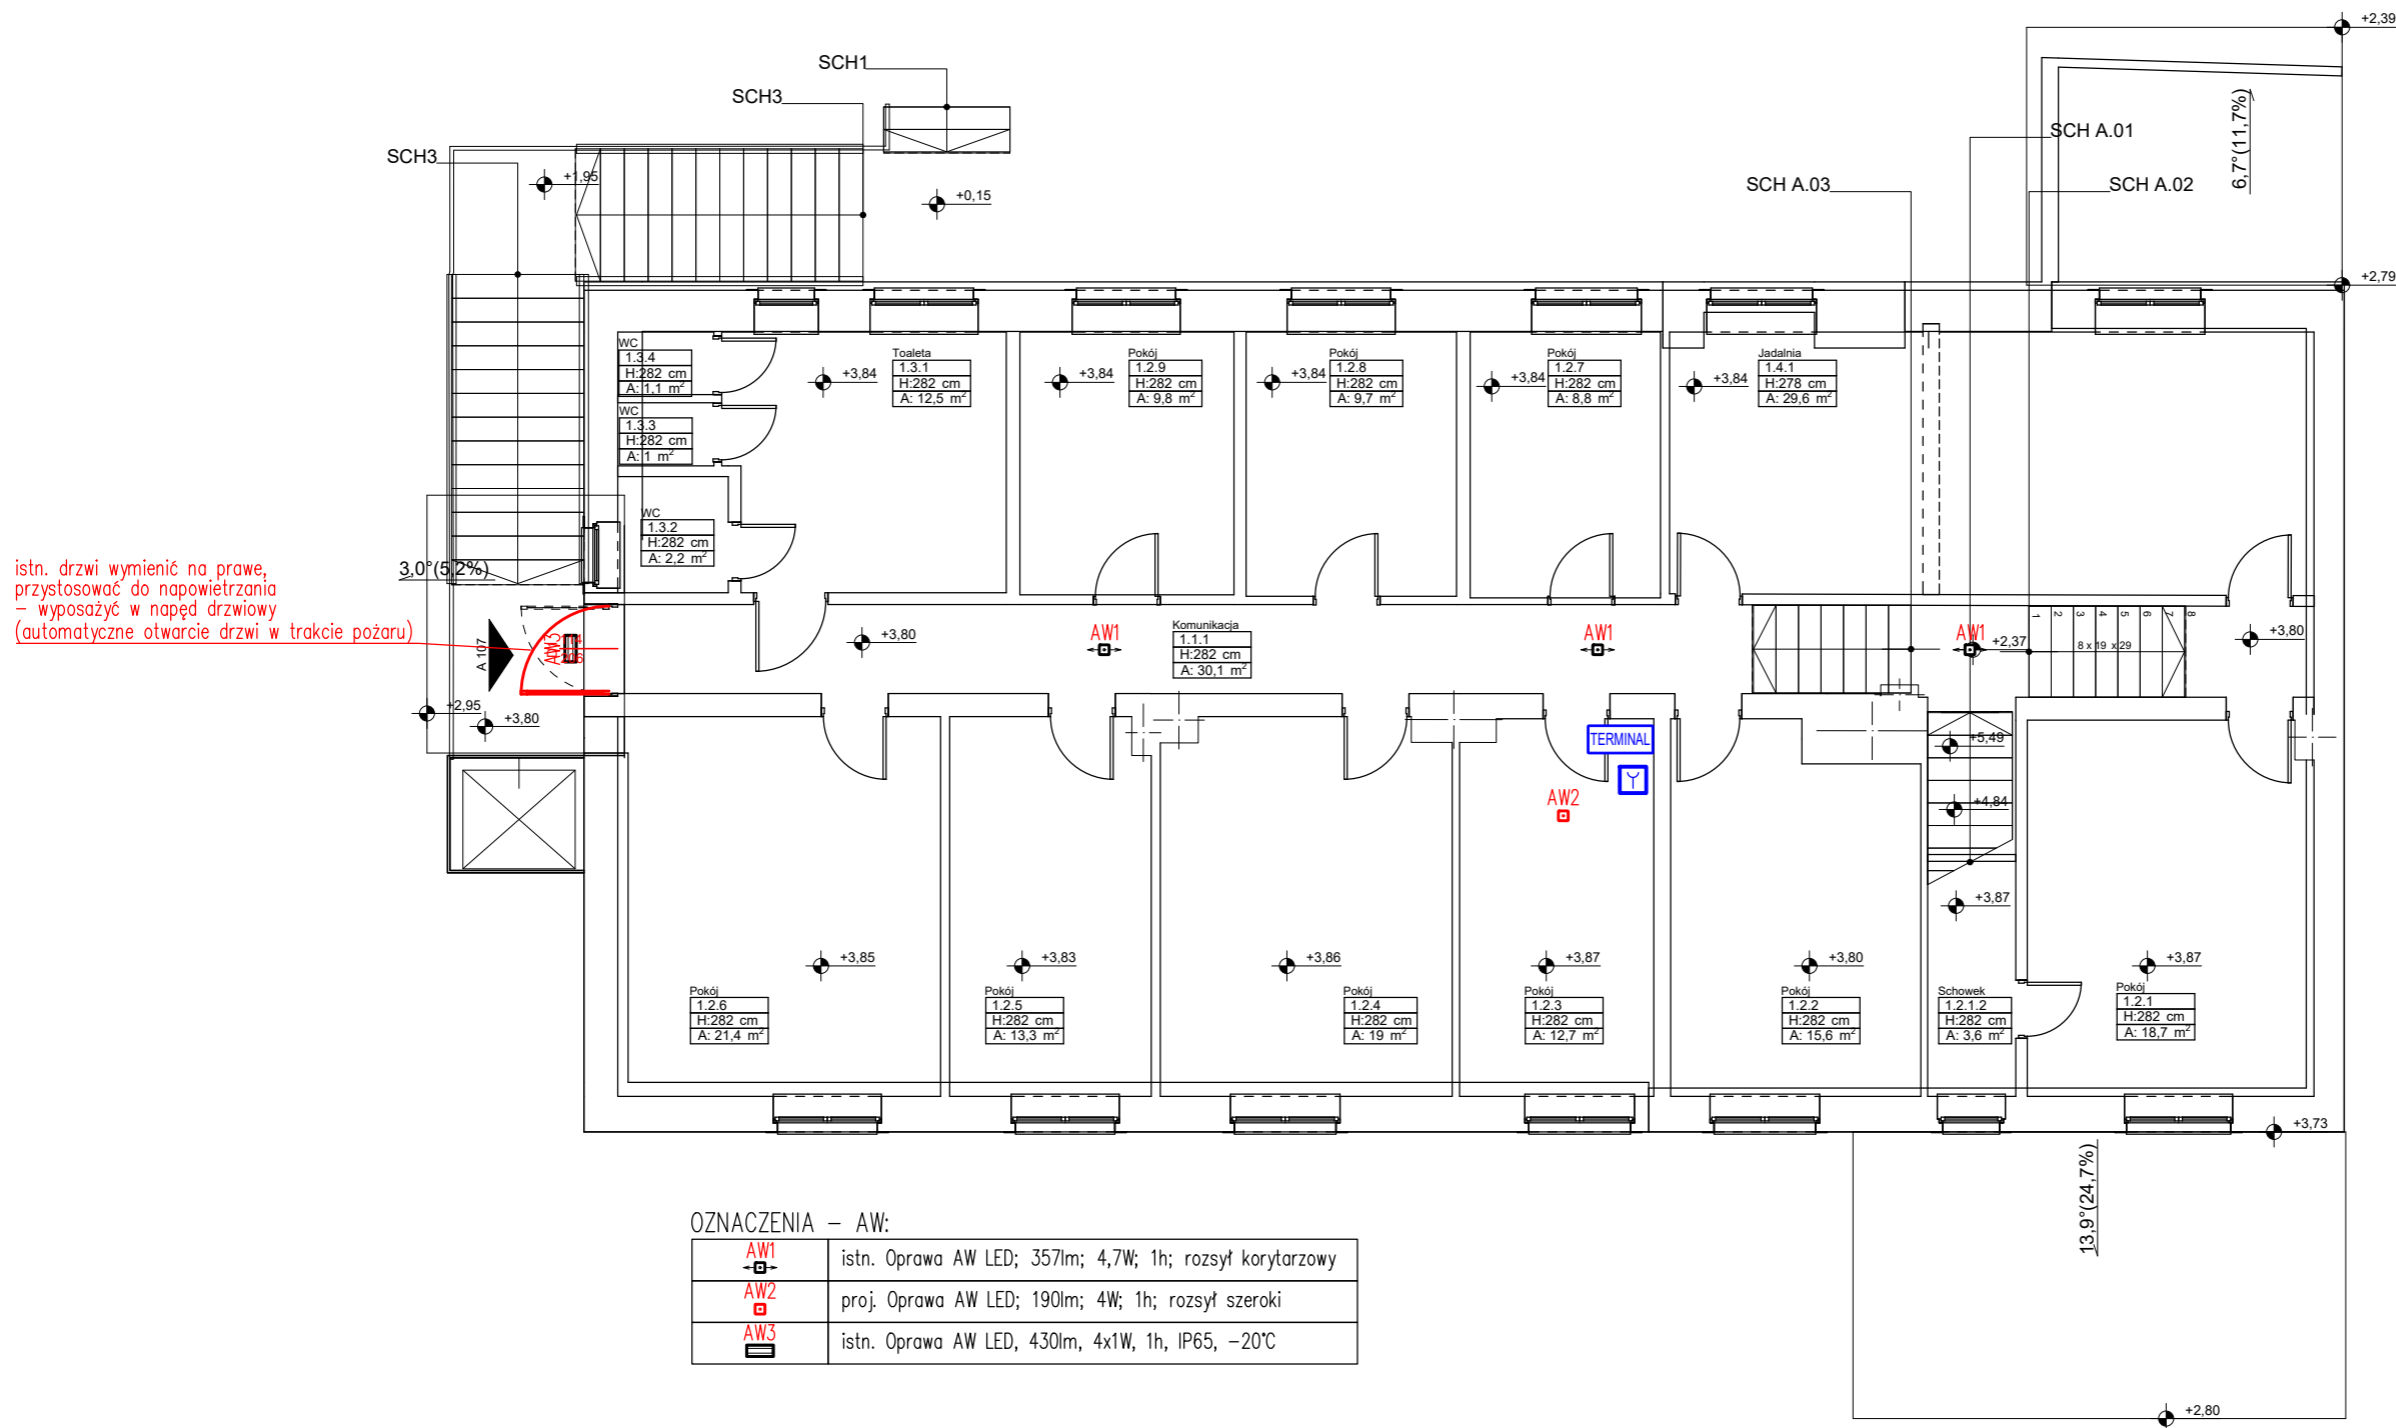 +2,39
SCH1
SCH3
SCH3
SCH A.01
6,7°(11,7%)
SCH A.03
SCH A.02
+1,95
+0,15
+2,79
WC
1.3.4
H:282 cm
A: 1,1 m²
WC
1.3.3
H:282 cm
A: 1 m²
WC
1.3.2
H:282 cm
A: 2,2 m²
+3,84
Toaleta
1.3.1
H:282 cm
A: 12,5 m²
+3,84
Pokój
1.2.9
H:282 cm
A: 9,8 m²
+3,84
Pokój
1.2.8
H:282 cm
A: 9,7 m²
+3,84
Pokój
1.2.7
H:282 cm
A: 8,8 m²
+3,84
Jadalnia
1.4.1
H:278 cm
A: 29,6 m²
istn. drzwi wymienić na prawe,
przystosować do napowietrzania
– wyposażyć w napęd drzwiowy
(automatyczne otwarcie drzwi w trakcie pożaru)
3,0°(5,2%)
A 107
AW3
+3,80
AW1
Komunikacja
1.1.1
H:282 cm
A: 30,1 m²
AW1
AW1
+2,37
1
2
3
4
5
6
7
8
8 x 19 x 29
+3,80
+2,95
+3,80
TERMINAL
AW2
+5,49
+4,84
+3,87
+3,85
Pokój
1.2.6
H:282 cm
A: 21,4 m²
+3,83
Pokój
1.2.5
H:282 cm
A: 13,3 m²
+3,86
Pokój
1.2.4
H:282 cm
A: 19 m²
+3,87
Pokój
1.2.3
H:282 cm
A: 12,7 m²
+3,80
Pokój
1.2.2
H:282 cm
A: 15,6 m²
Schowek
1.2.1.2
H:282 cm
A: 3,6 m²
+3,87
Pokój
1.2.1
H:282 cm
A: 18,7 m²
+3,73
13,9°(24,7%)
+2,80
OZNACZENIA – AW:
AW1 istn. Oprawa AW LED; 357lm; 4,7W; 1h; rozsył korytarzowy
AW2 proj. Oprawa AW LED; 190lm; 4W; 1h; rozsył szeroki
AW3 istn. Oprawa AW LED, 430lm, 4x1W, 1h, IP65, –20°C